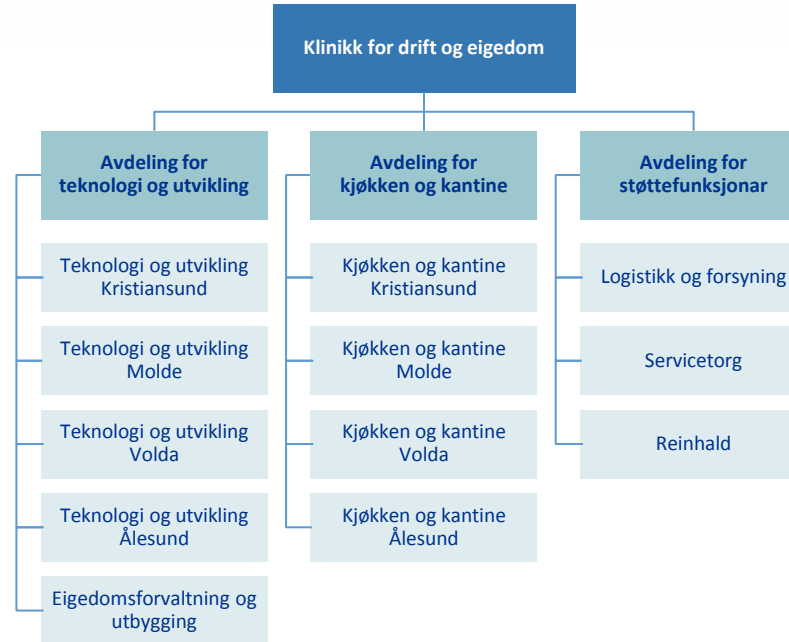 Klinikk for drift og eigedom
Avdeling for
teknologi og utvikling
Teknologi og utvikling
Kristiansund
Teknologi og utvikling
Molde
Teknologi og utvikling
Volda
Teknologi og utvikling
Ålesund
Eigedomsforvaltning og
utbygging
Avdeling for
kjøkken og kantine
Kjøkken og kantine
Kristiansund
Kjøkken og kantine
Molde
Kjøkken og kantine
Volda
Kjøkken og kantine
Ålesund
Avdeling for
støttefunksjonar
Logistikk og forsyning
Servicetorg
Reinhald